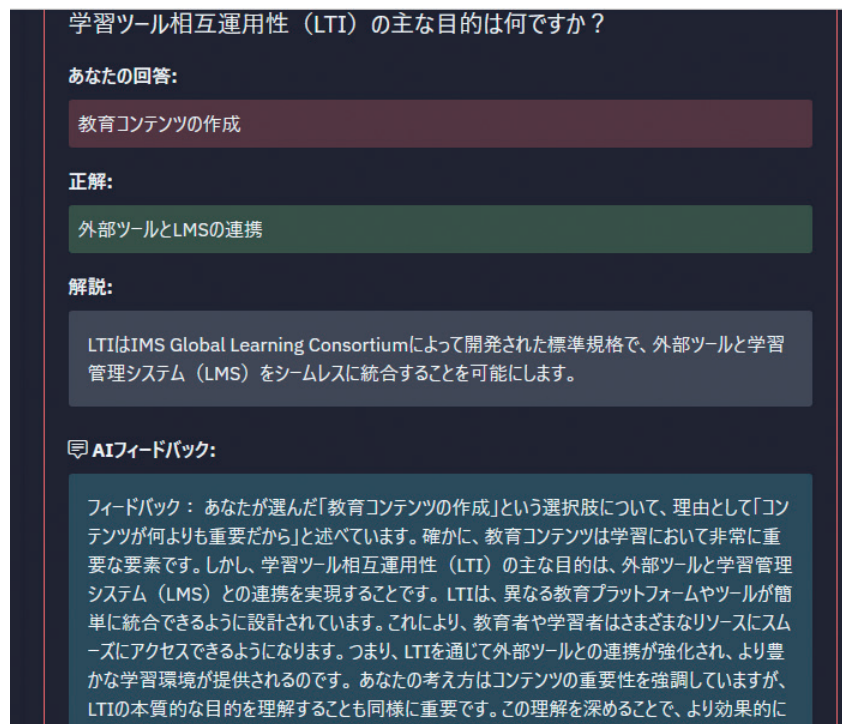 学習ツール相互運用性（LTI）の主な目的は何ですか？
あなたの回答:
教育コンテンツの作成
正解:
外部ツールとLMSの連携
解説:
LTIはIMS Global Learning Consortiumによって開発された標準規格で、外部ツールと学習
管理システム（LMS）をシームレスに統合することを可能にします。
AIフィードバック:
フィードバック： あなたが選んだ「教育コンテンツの作成」という選択肢について、理由として「コン
テンツが何よりも重要だから」と述べています。確かに、教育コンテンツは学習において非常に重
要な要素です。しかし、学習ツール相互運用性（LTI）の主な目的は、外部ツールと学習管理
システム（LMS）との連携を実現することです。LTIは、異なる教育プラットフォームやツールが簡
単に統合できるように設計されています。これにより、教育者や学習者はさまざまなリソースにスム
ーズにアクセスできるようになります。つまり、LTIを通じて外部ツールとの連携が強化され、より豊
かな学習環境が提供されるのです。あなたの考え方はコンテンツの重要性を強調していますが、
LTIの本質的な目的を理解することも同様に重要です。この理解を深めることで、より効果的に